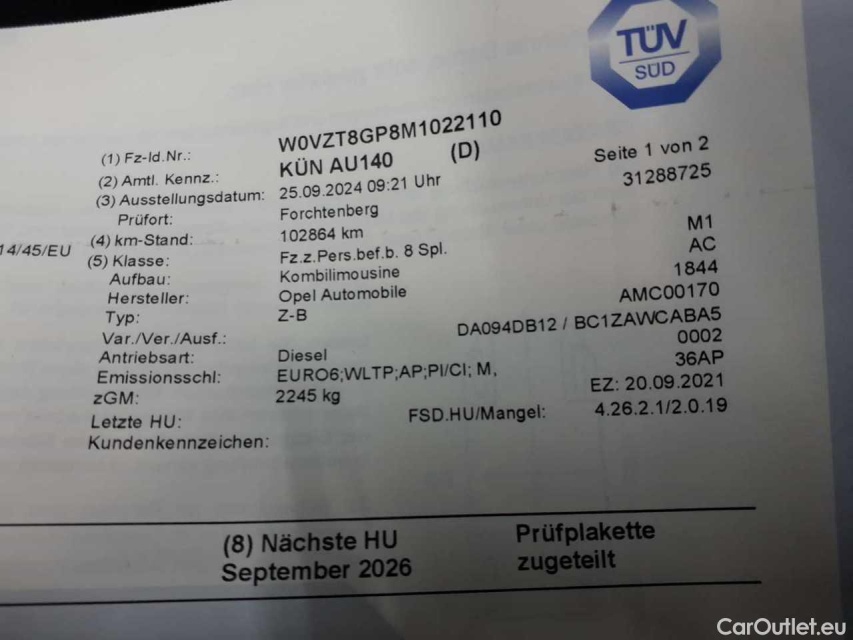 TÜV
SÜD
(1) Fz-Id.Nr.: W0VZT8GP8M1022110
(2) Amtl. Kennz.: KÜN AU140 (D) Seite 1 von 2
(3) Ausstellungsdatum: 25.09.2024 09:21 Uhr 31288725
Prüfort: Forchtenberg
14/45/EU (4) km-Stand: 102864 km
(5) Klasse: Fz.z.Pers.bef.b. 8 Spl. M1
Aufbau: Kombilimousine AC
Hersteller: Opel Automobile 1844
Typ: Z-B AMC00170
Var./Ver./Ausf.: DA094DB12 / BC1ZAWCABA5
Antriebsart: Diesel 0002
Emissionsschl: EURO6;WLTP;AP;PI/CI; M, 36AP
zGM: 2245 kg EZ: 20.09.2021
Letzte HU: FSD.HU/Mangel: 4.26.2.1/2.0.19
Kundenkennzeichen:
(8) Nächste HU Prüfplakette
September 2026 zugeteilt
CarOutlet.eu